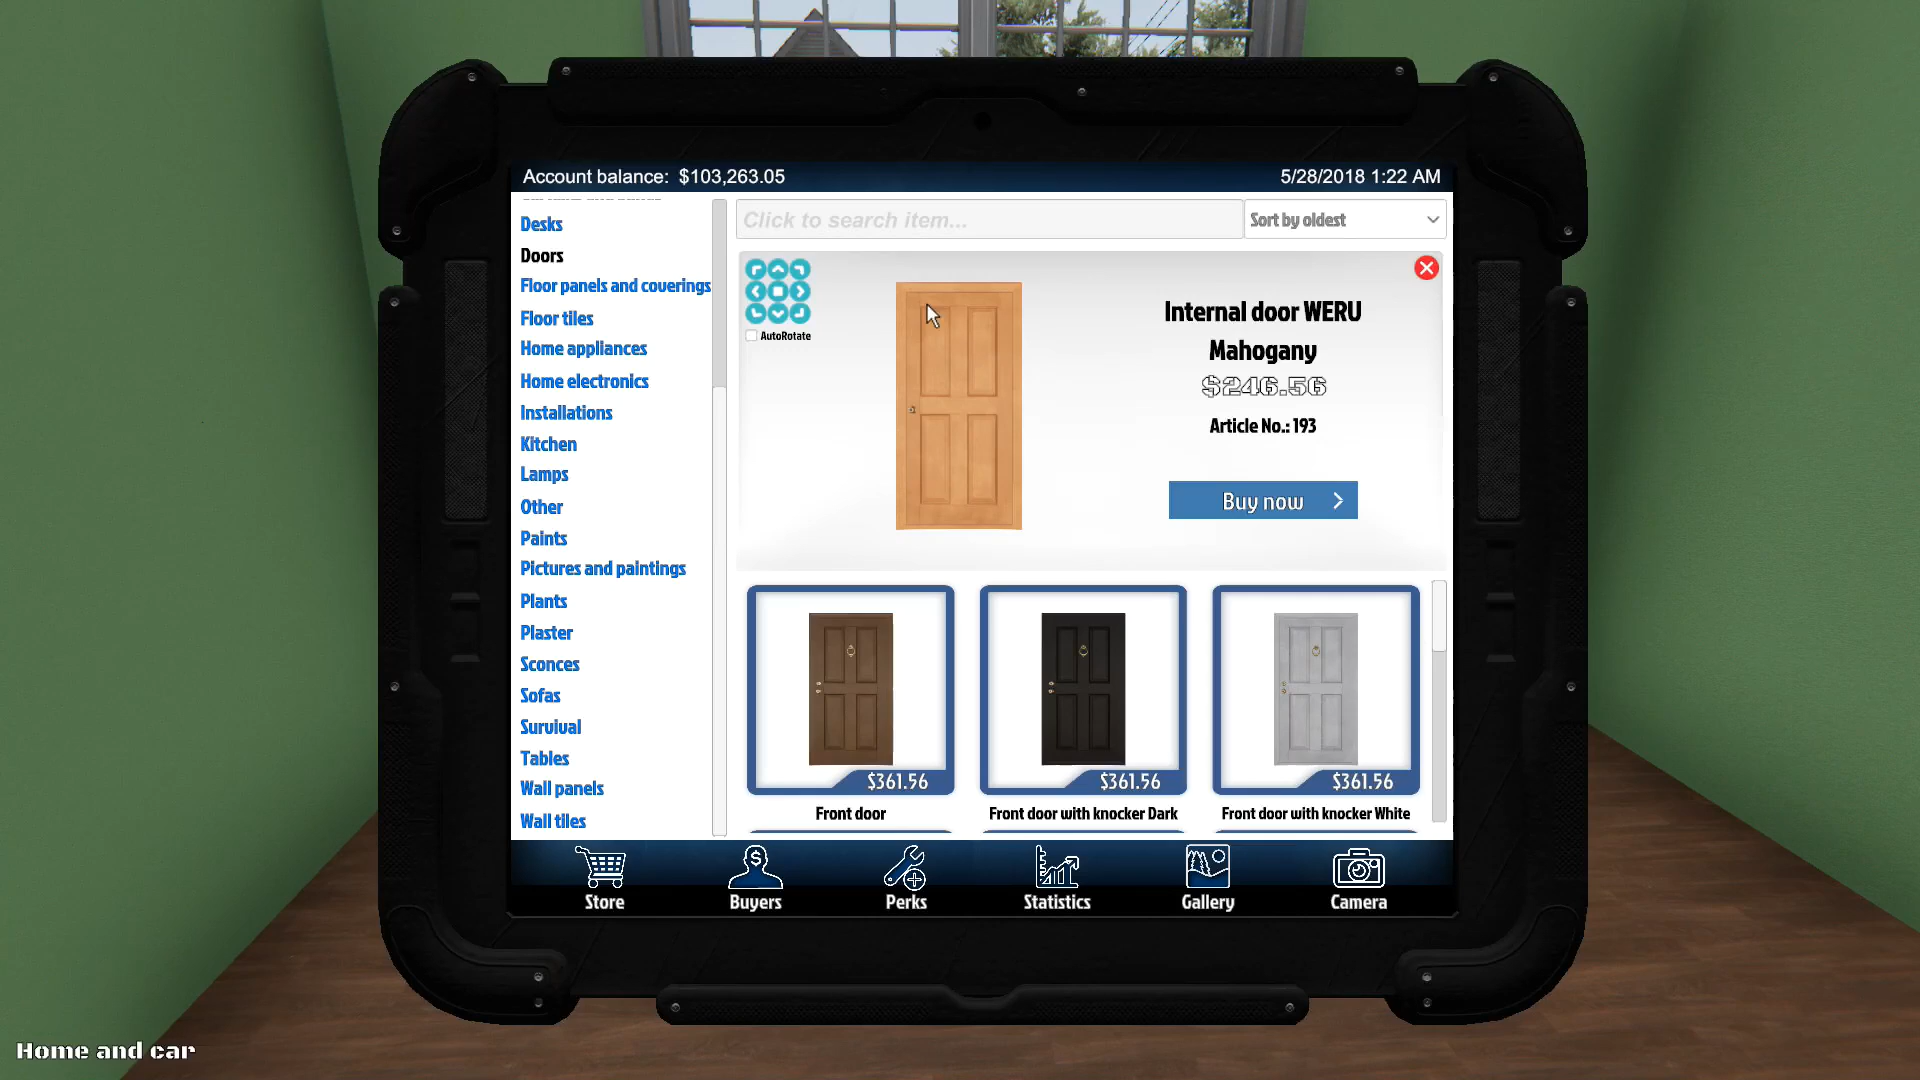 Account balance: $103,263.05
5/28/2018 1:22 AM
Desks
Doors
Floor panels and coverings
Floor tiles
Home appliances
Home electronics
Installations
Kitchen
Lamps
Other
Paints
Pictures and paintings
Plants
Plaster
Sconces
Sofas
Survival
Tables
Wall panels
Wall tiles
Click to search item...
Sort by oldest
AutoRotate
Internal door WERU
Mahogany
$246.56
Article No.: 193
Buy now
$361.56
$361.56
$361.56
Front door
Front door with knocker Dark
Front door with knocker White
Store
Buyers
Perks
Statistics
Gallery
Camera
Home and car